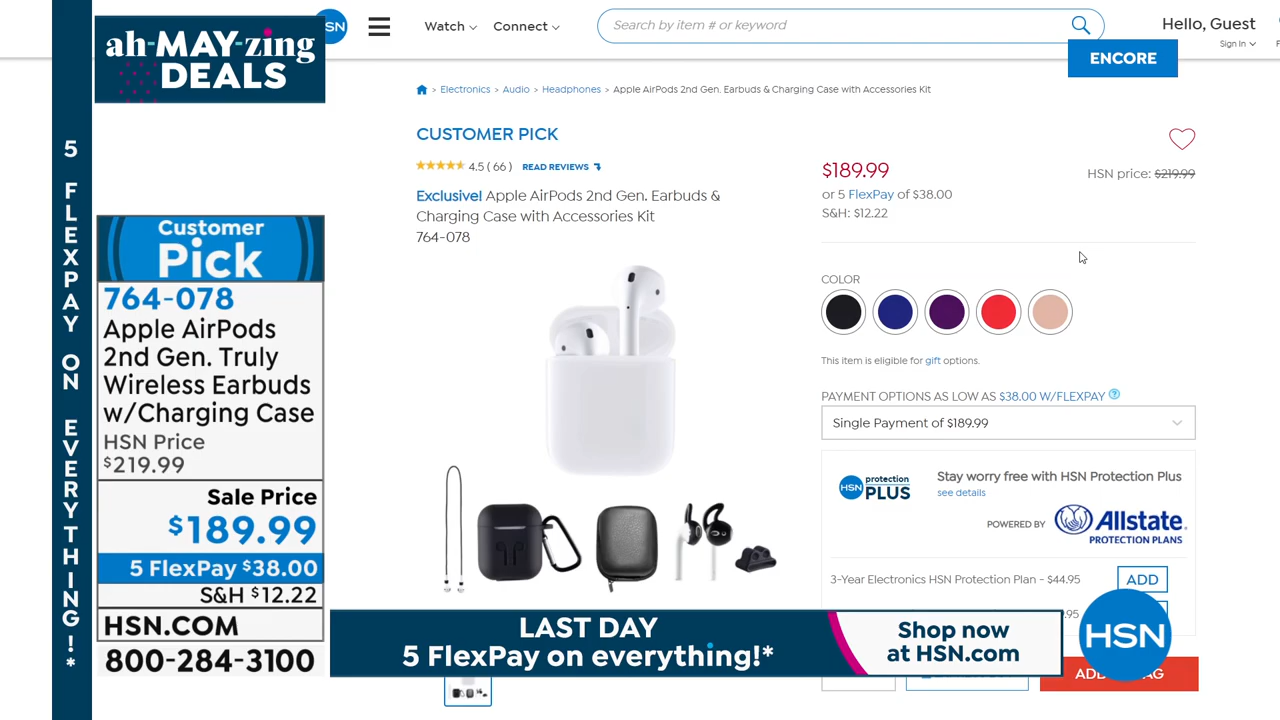 ah-MAY-zing
DEALS
5 FLEXPAY ON EVERYTHING!*
SN
Watch
Connect
Search by item # or keyword
Hello, Guest
Sign In
ENCORE
Electronics > Audio > Headphones > Apple AirPods 2nd Gen. Earbuds & Charging Case with Accessories Kit
CUSTOMER PICK
4.5 ( 66 ) READ REVIEWS
Exclusive! Apple AirPods 2nd Gen. Earbuds &
Charging Case with Accessories Kit
764-078
$189.99
HSN price: $219.99
or 5 FlexPay of $38.00
S&H: $12.22
COLOR
This item is eligible for gift options.
PAYMENT OPTIONS AS LOW AS $38.00 W/FLEXPAY ?
Single Payment of $189.99
HSN protection PLUS
Stay worry free with HSN Protection Plus
see details
POWERED BY Allstate
PROTECTION PLANS
3-Year Electronics HSN Protection Plan - $44.95
ADD
.95
Customer
Pick
764-078
Apple AirPods
2nd Gen. Truly
Wireless Earbuds
w/Charging Case
HSN Price
$219.99
Sale Price
$189.99
5 FlexPay $38.00
S&H $12.22
HSN.COM
800-284-3100
LAST DAY
5 FlexPay on everything!*
Shop now
at HSN.com
HSN
AD
AG